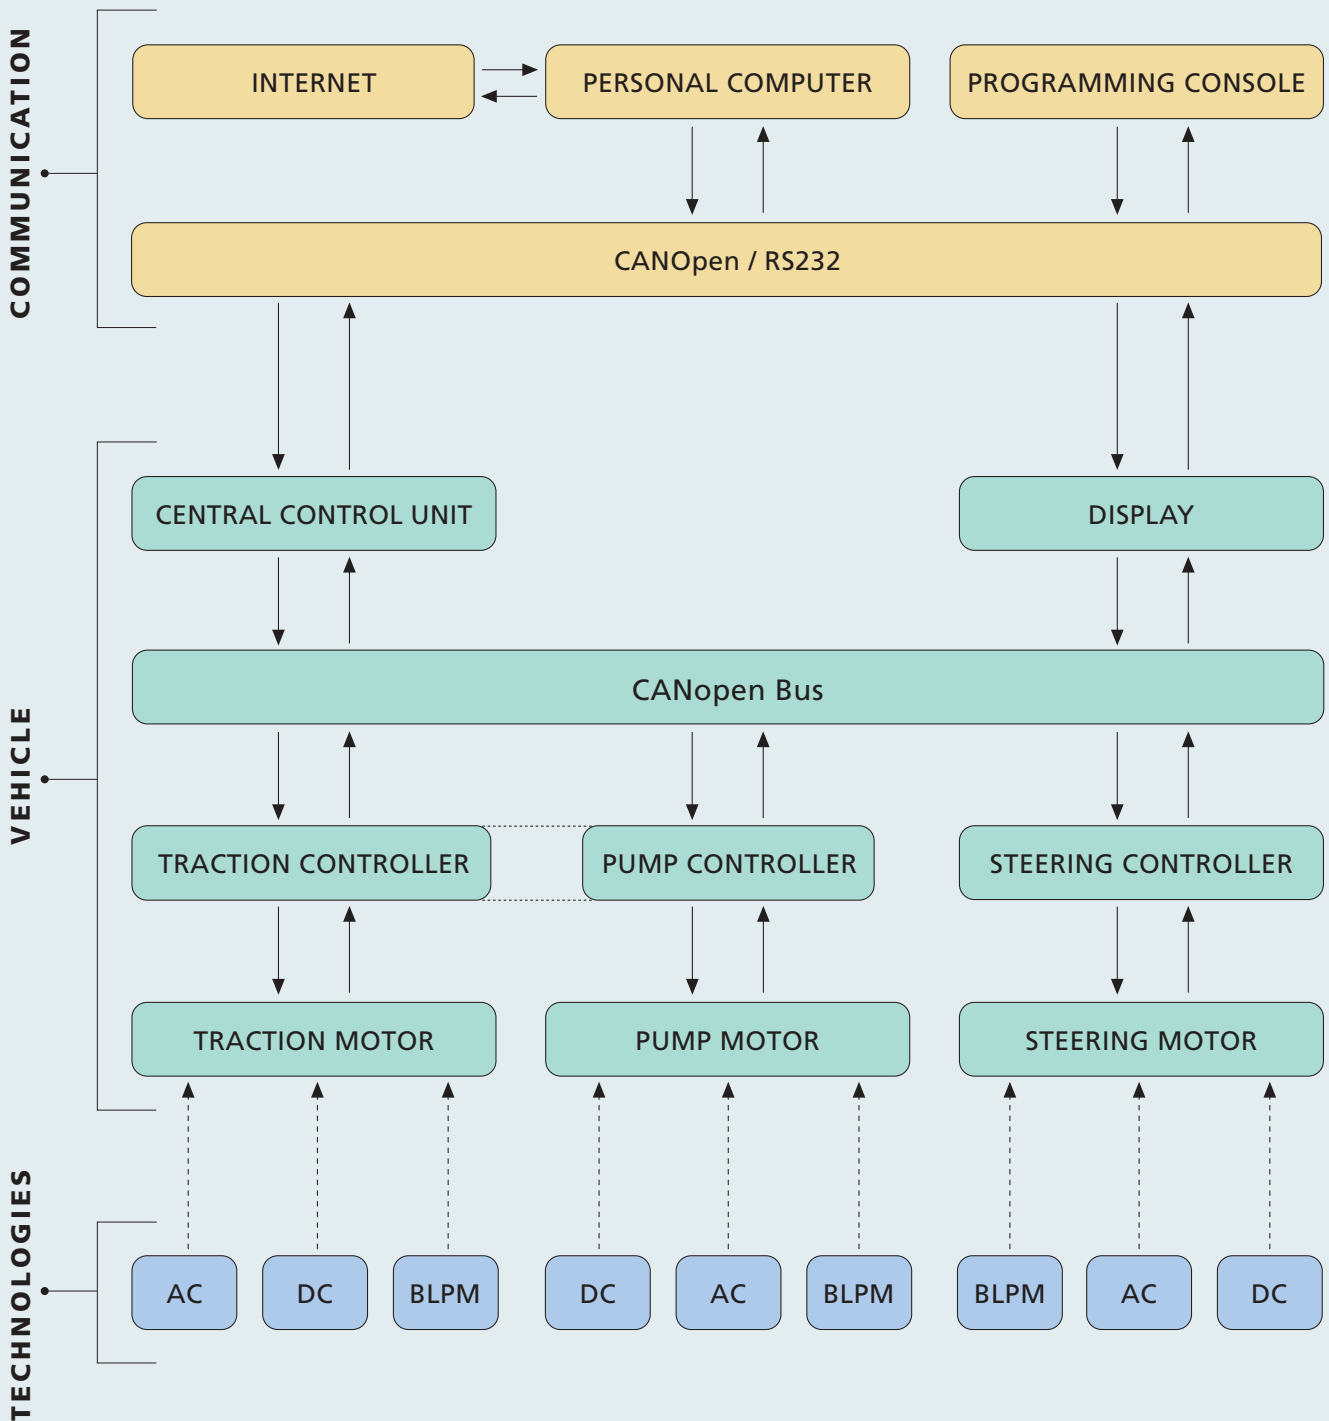 COMMUNICATION
INTERNET
PERSONAL COMPUTER
PROGRAMMING CONSOLE
CANOpen / RS232
VEHICLE
CENTRAL CONTROL UNIT
DISPLAY
CANopen Bus
TRACTION CONTROLLER
PUMP CONTROLLER
STEERING CONTROLLER
TRACTION MOTOR
PUMP MOTOR
STEERING MOTOR
TECHNOLOGIES
AC
DC
BLPM
DC
AC
BLPM
BLPM
AC
DC